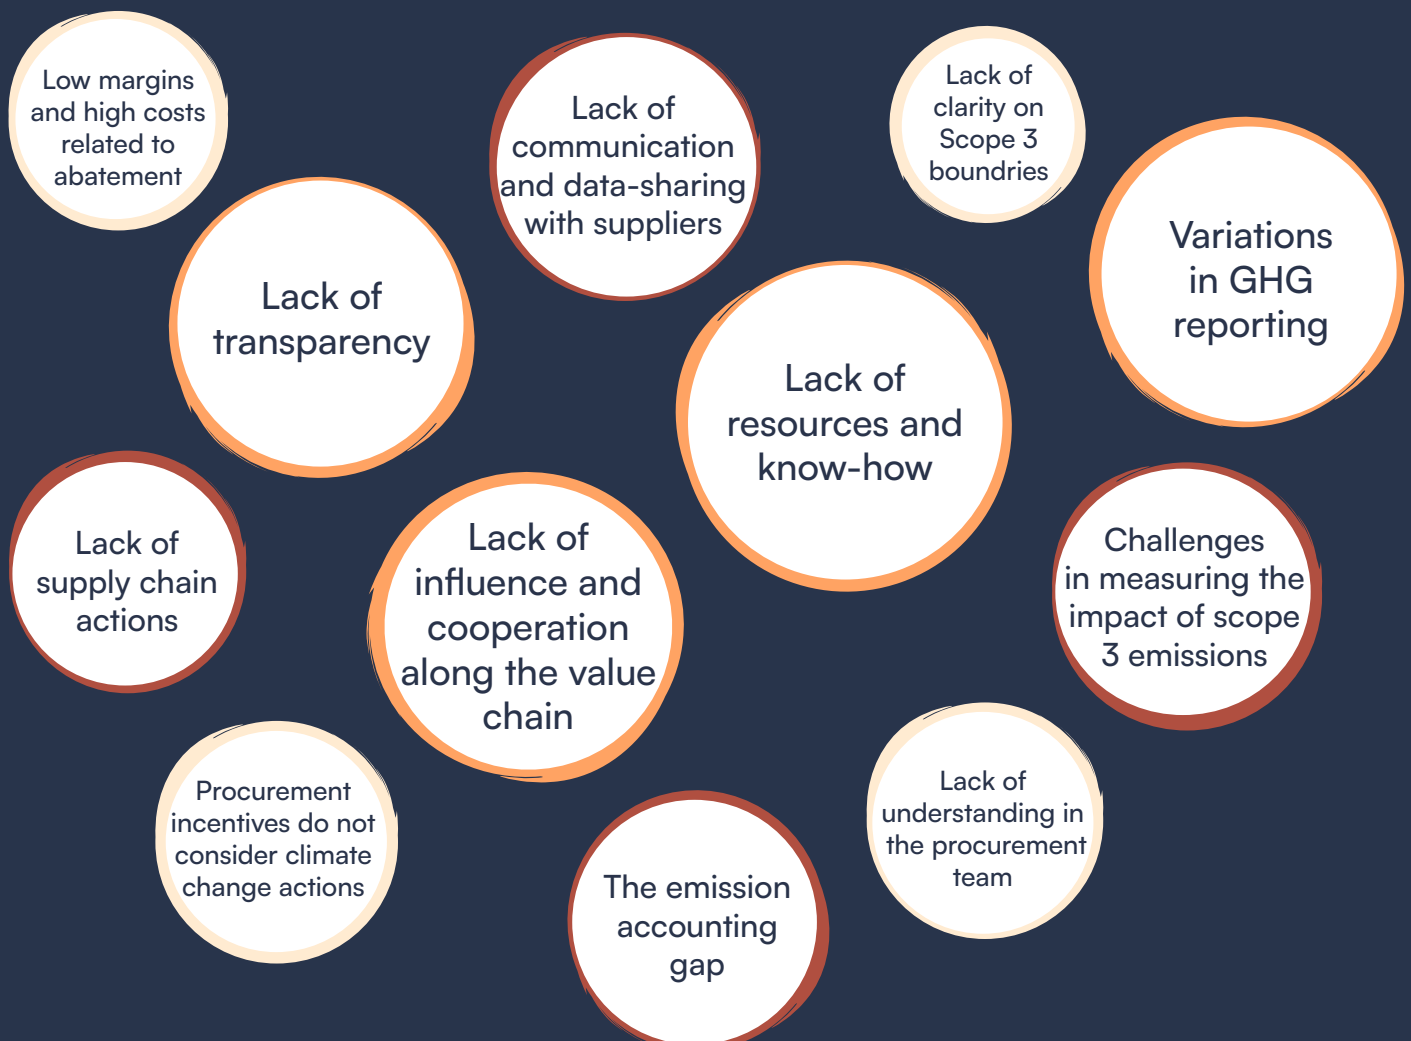 Low margins
and high costs
related to
abatement
Lack of
communication
and data-sharing
with suppliers
Lack of
clarity on
Scope 3
boundries
Variations
in GHG
reporting
Lack of
transparency
Lack of
resources and
know-how
Lack of
supply chain
actions
Lack of
influence and
cooperation
along the value
chain
Challenges
in measuring the
impact of scope
3 emissions
Procurement
incentives do not
consider climate
change actions
The emission
accounting
gap
Lack of
understanding in
the procurement
team